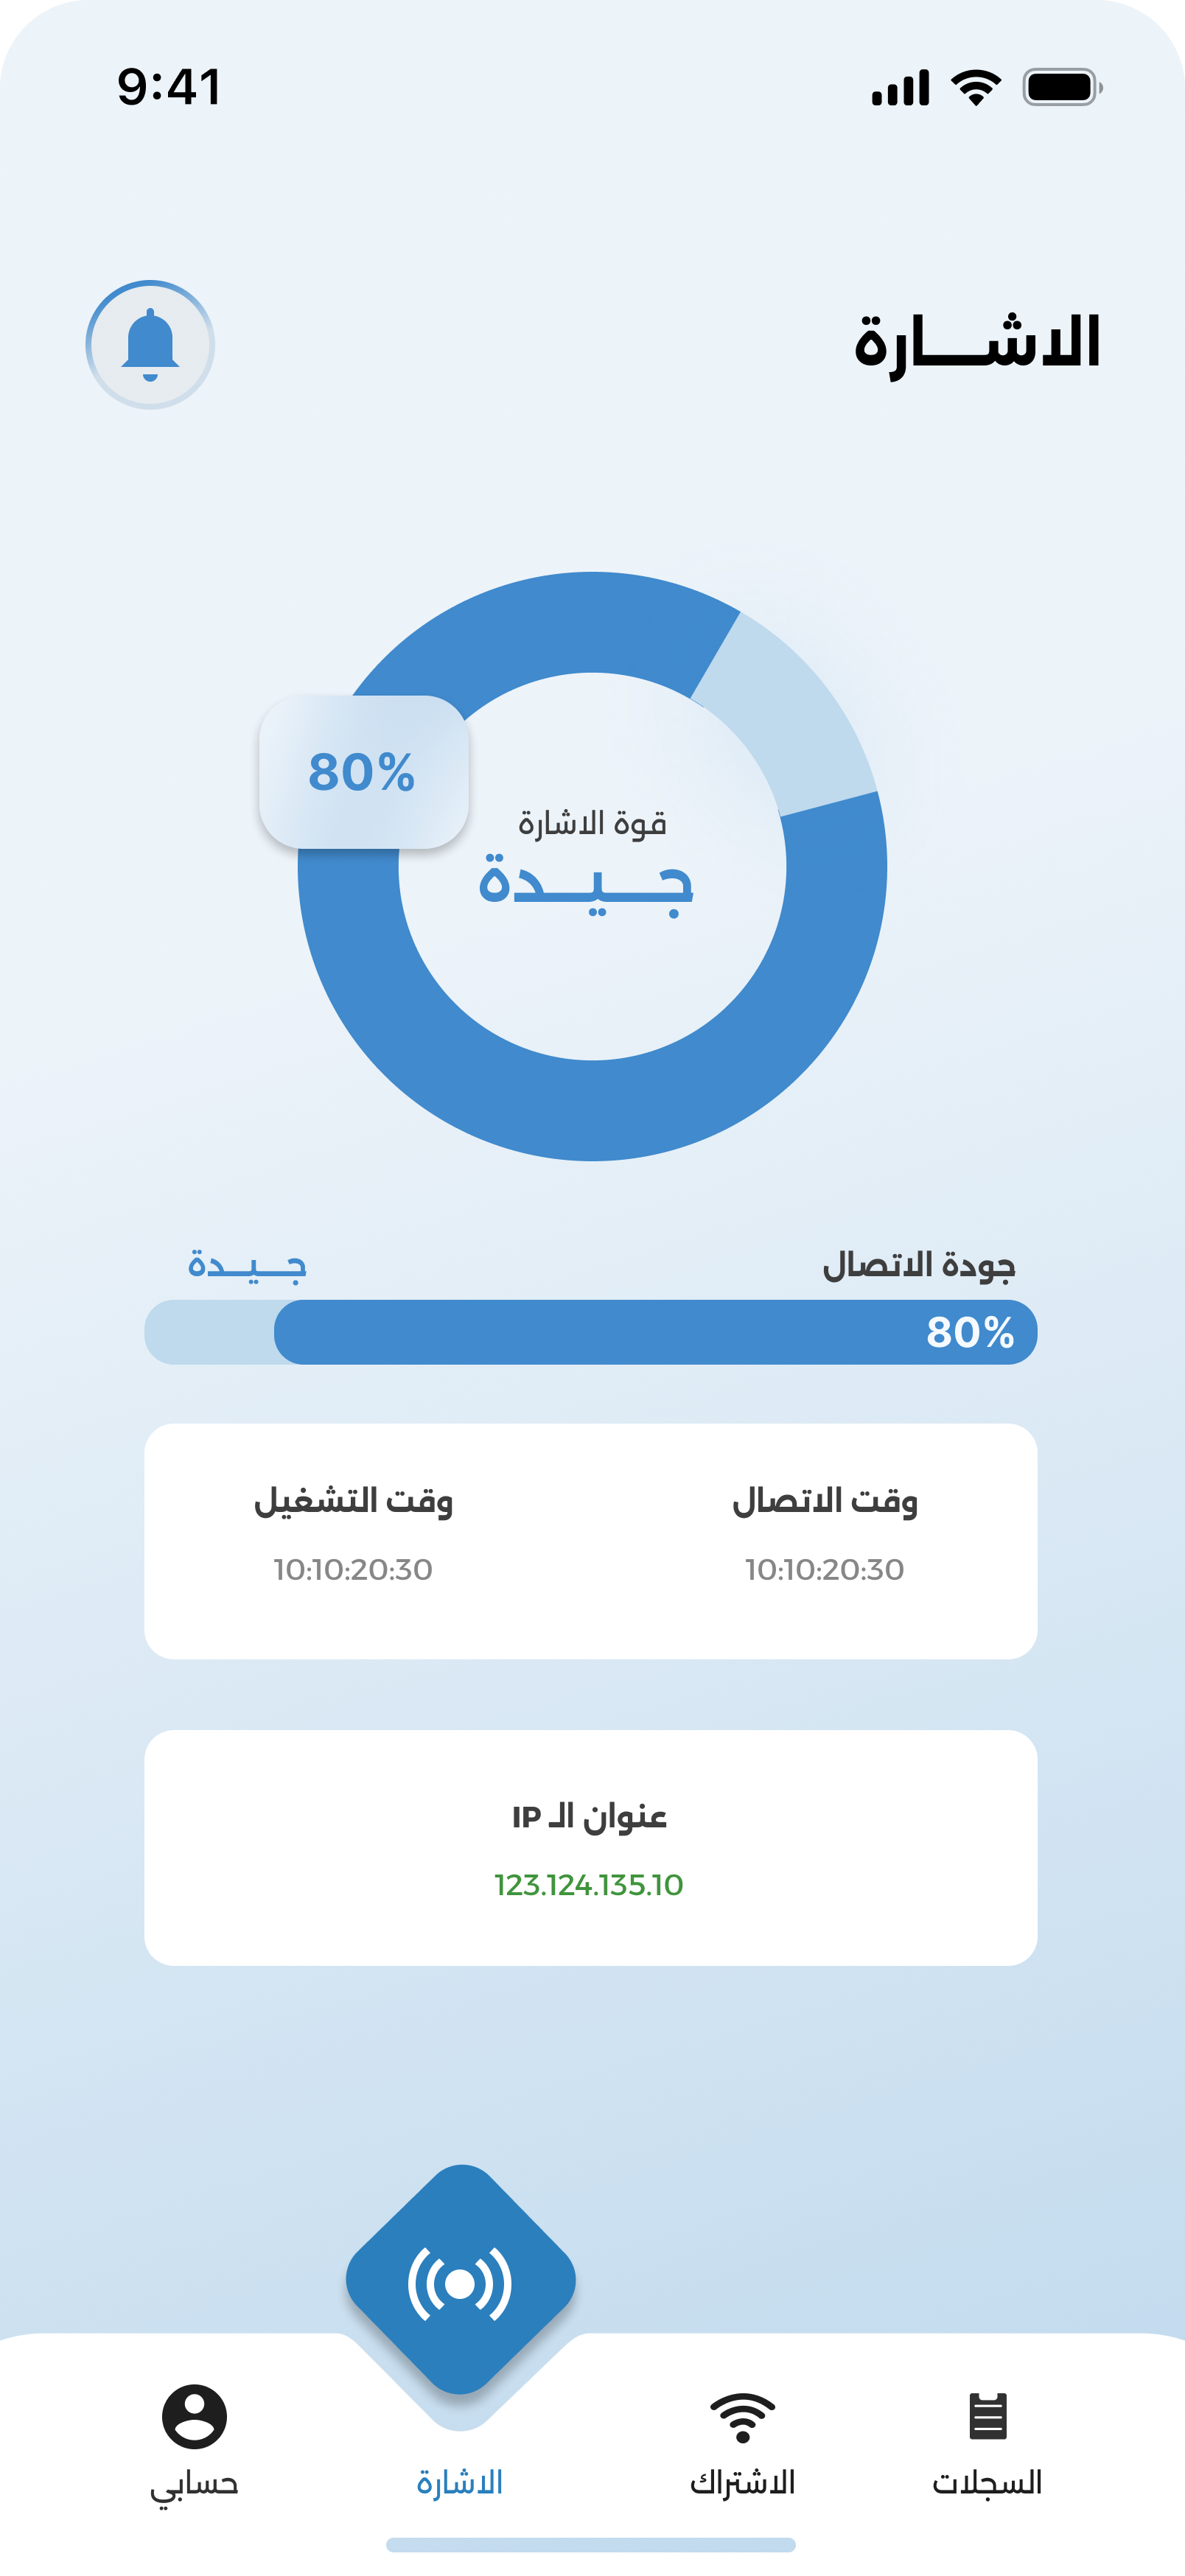 9:41
الاشـــارة
80%
قوة الاشارة
جـــيـــدة
جودة الاتصال
جـــيـــدة
80%
وقت الاتصال
وقت التشغيل
10:10:20:30
10:10:20:30
عنوان الـ IP
123.124.135.10
السجلات
الاشتراك
الاشارة
حسابي